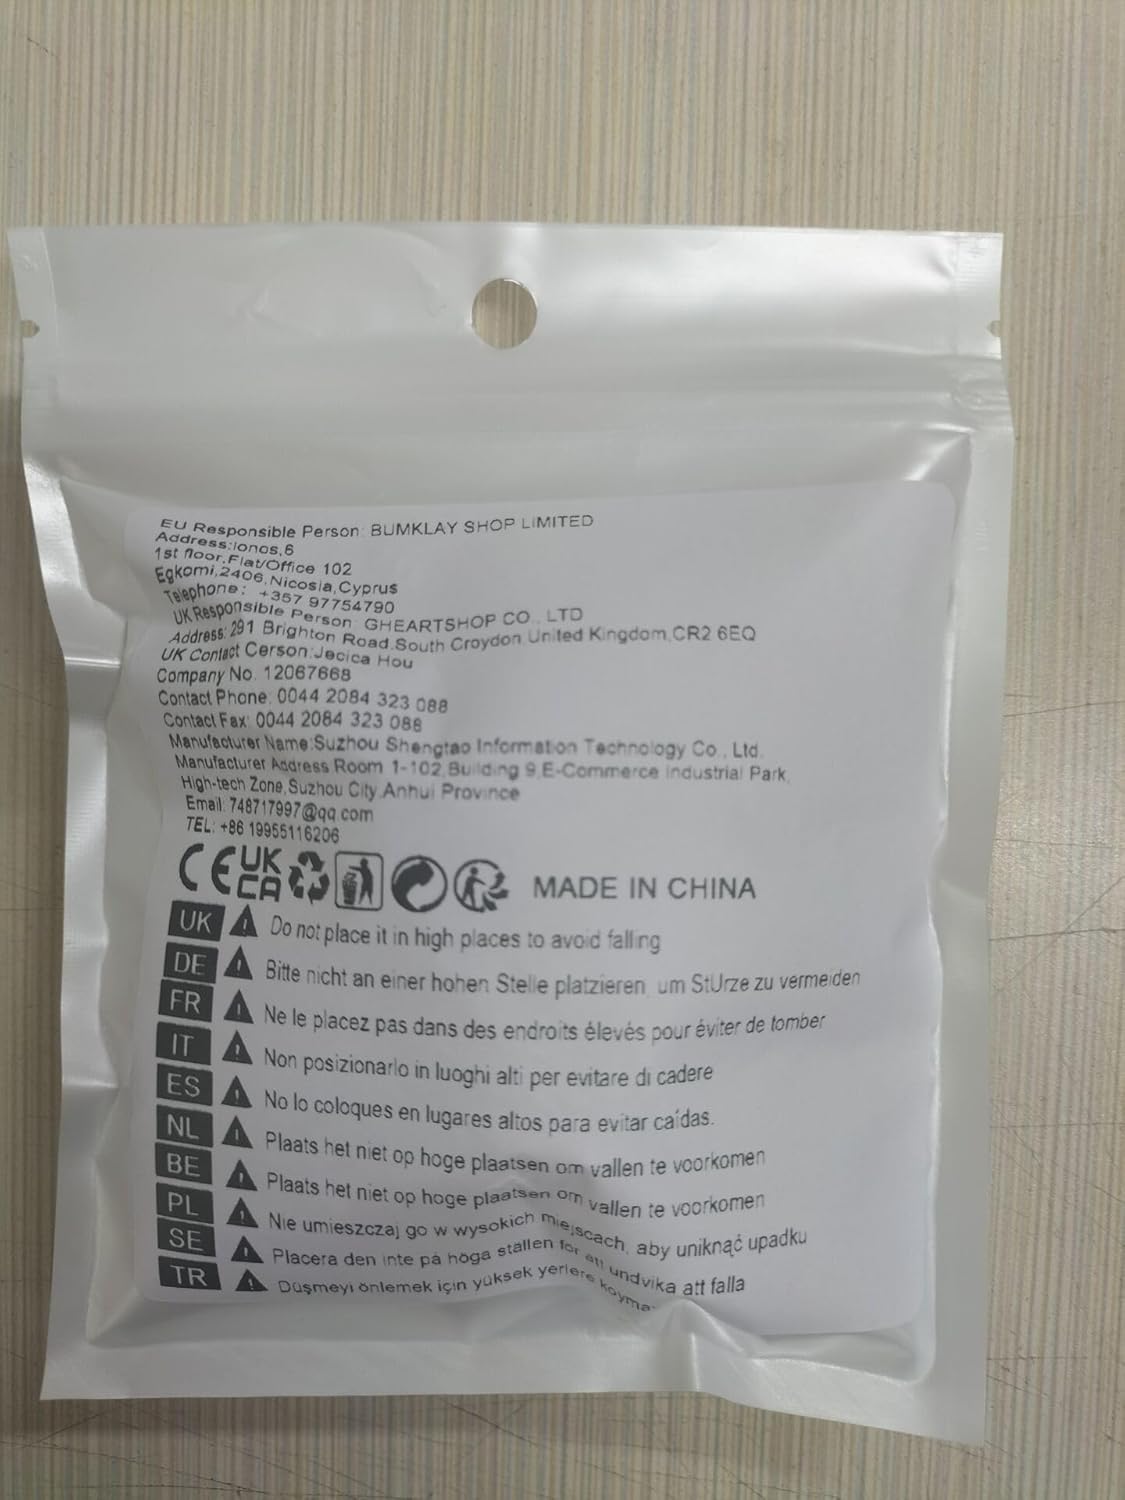 EU Responsible Person: BUMKLAY SHOP LIMITED
Address:Ionos,6
1st floor,Flat/Office 102
Egkomi,2406,Nicosia,Cyprus
Telephone: +357 97754790
UK Responsible Person: GHEARTSHOP CO., LTD
Address: 291 Brighton Road,South Croydon,United Kingdom,CR2 6EQ
UK Contact Cerson:Jecica Hou
Company No. 12067668
Contact Phone: 0044 2084 323 088
Contact Fax: 0044 2084 323 088
Manufacturer Name:Suzhou Shengtao Information Technology Co., Ltd.
Manufacturer Address Room 1-102,Building 9,E-Commerce Industrial Park,
High-tech Zone,Suzhou City,Anhui Province
Email: 748717997@qq.com
TEL: +86 19955116206
CE UK CA MADE IN CHINA
UK Do not place it in high places to avoid falling
DE Bitte nicht an einer hohen Stelle platzieren, um StUrze zu vermeiden
FR Ne le placez pas dans des endroits élevés pour éviter de tomber
IT Non posizionarlo in luoghi alti per evitare di cadere
ES No lo coloques en lugares altos para evitar caídas.
NL Plaats het niet op hoge plaatsen om vallen te voorkomen
BE Plaats het niet op hoge plaatsen om vallen te voorkomen
PL Nie umieszczaj go w wysokich miejscach, aby uniknąć upadku
SE Placera den inte på höga ställen för att undvika att falla
TR Düşmeyi önlemek için yüksek yerlere